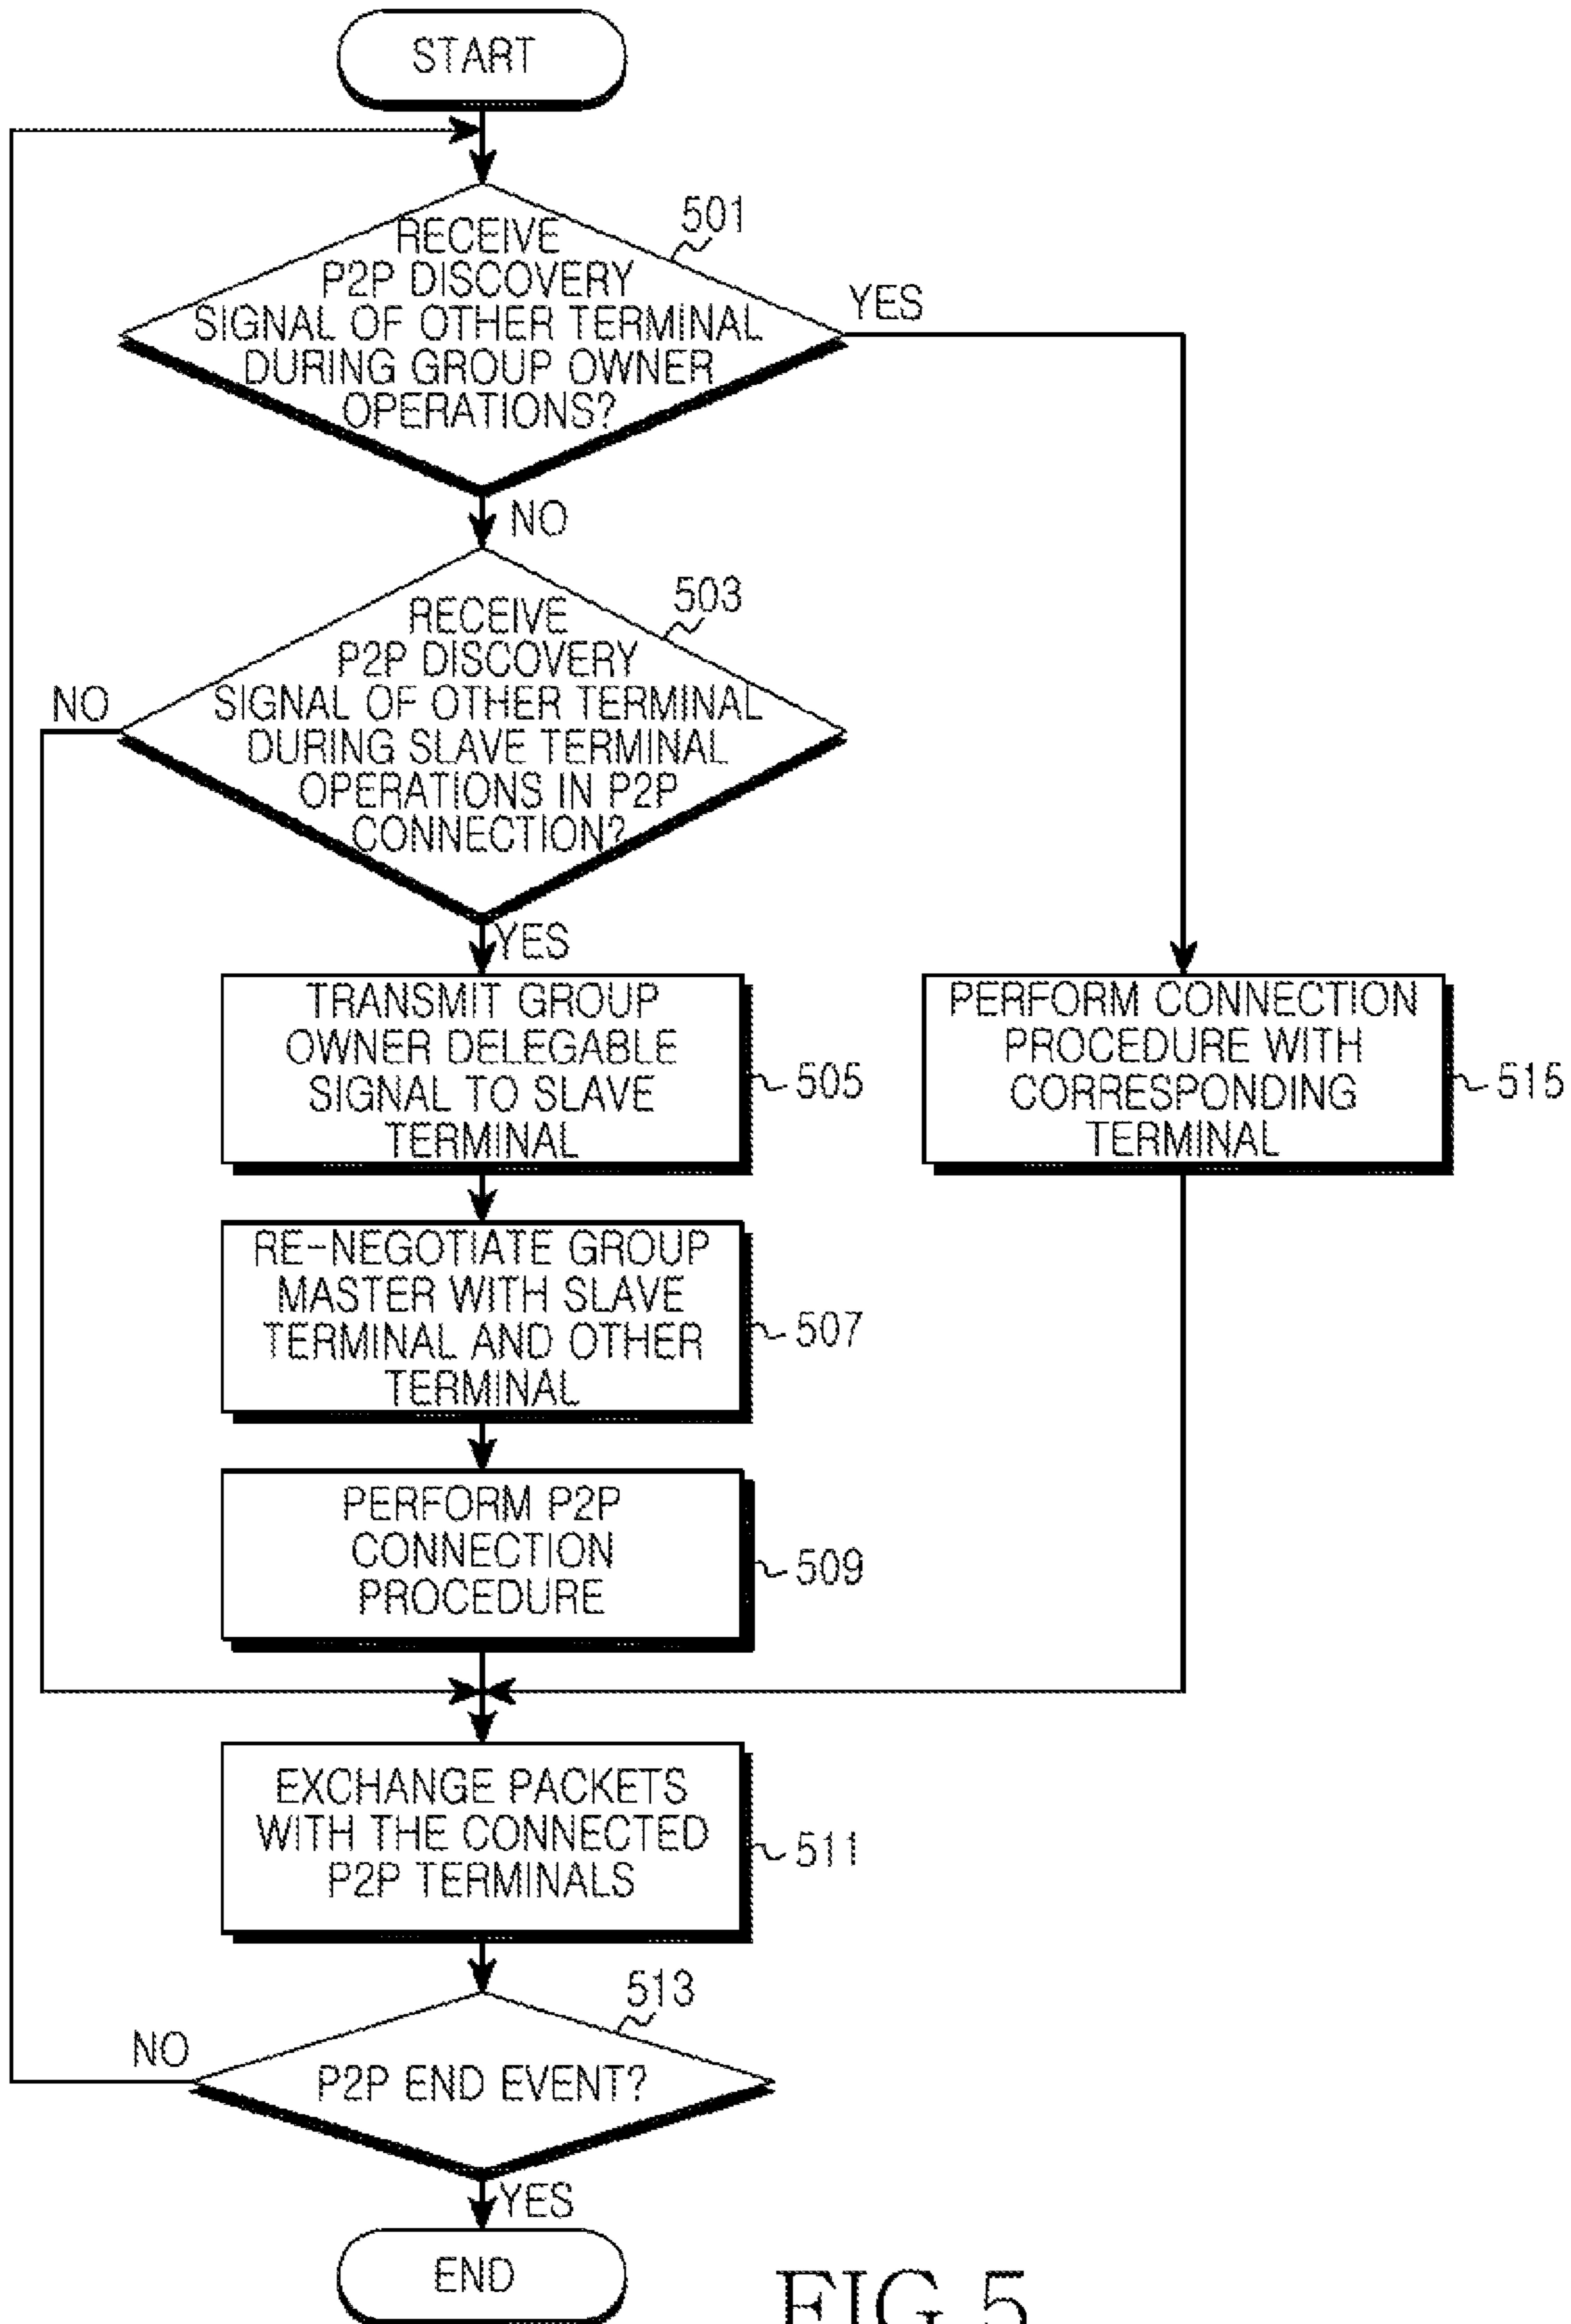 START
501
RECEIVE
P2P DISCOVERY
SIGNAL OF OTHER TERMINAL
DURING GROUP OWNER
OPERATIONS?
YES
NO
503
RECEIVE
P2P DISCOVERY
SIGNAL OF OTHER TERMINAL
DURING SLAVE TERMINAL
OPERATIONS IN P2P
CONNECTION?
NO
YES
TRANSMIT GROUP
OWNER DELEGABLE
SIGNAL TO SLAVE
TERMINAL
505
PERFORM CONNECTION
PROCEDURE WITH
CORRESPONDING
TERMINAL
515
RE-NEGOTIATE GROUP
MASTER WITH SLAVE
TERMINAL AND OTHER
TERMINAL
507
PERFORM P2P
CONNECTION
PROCEDURE
509
EXCHANGE PACKETS
WITH THE CONNECTED
P2P TERMINALS
511
513
P2P END EVENT?
NO
YES
END
FIG.5